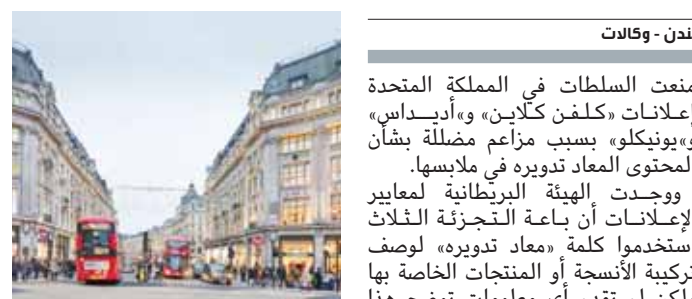 لندن - وكالات
منعت السلطات في المملكة المتحدة
إعلانات «كلفن كلاين» و»أديداس»
و»يونيكلو» بسبب مزاعم مضللة بشأن
المحتوى المعاد تدويره في ملابسها.
ووجدت الهيئة البريطانية لمعايير
الإعلانات أن باعة التجزئة الثلاث
استخدموا كلمة «معاد تدويره» لوصف
تركيبة الأنسجة أو المنتجات الخاصة بها